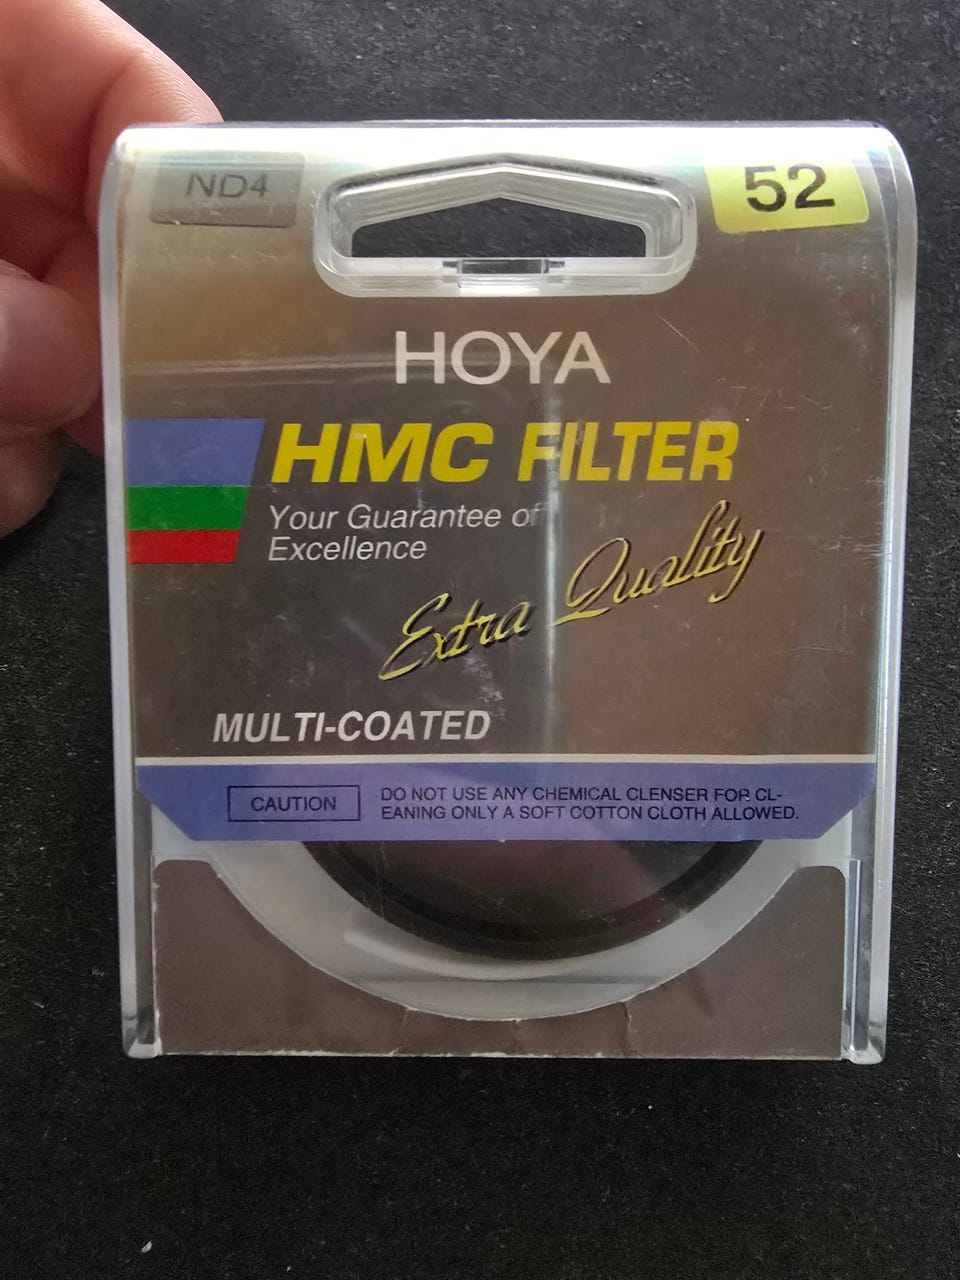 ND4
52
HOYA
HMC FILTER
Your Guarantee of
Excellence
Extra Quality
MULTI-COATED
CAUTION
DO NOT USE ANY CHEMICAL CLENSER FOR CL-
EANING ONLY A SOFT COTTON CLOTH ALLOWED.